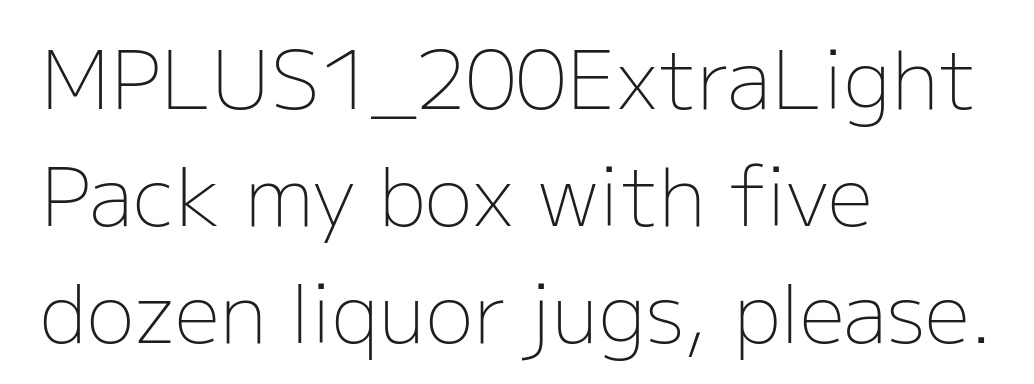 MPLUS1_200ExtraLight
Pack my box with five
dozen liquor jugs, please.